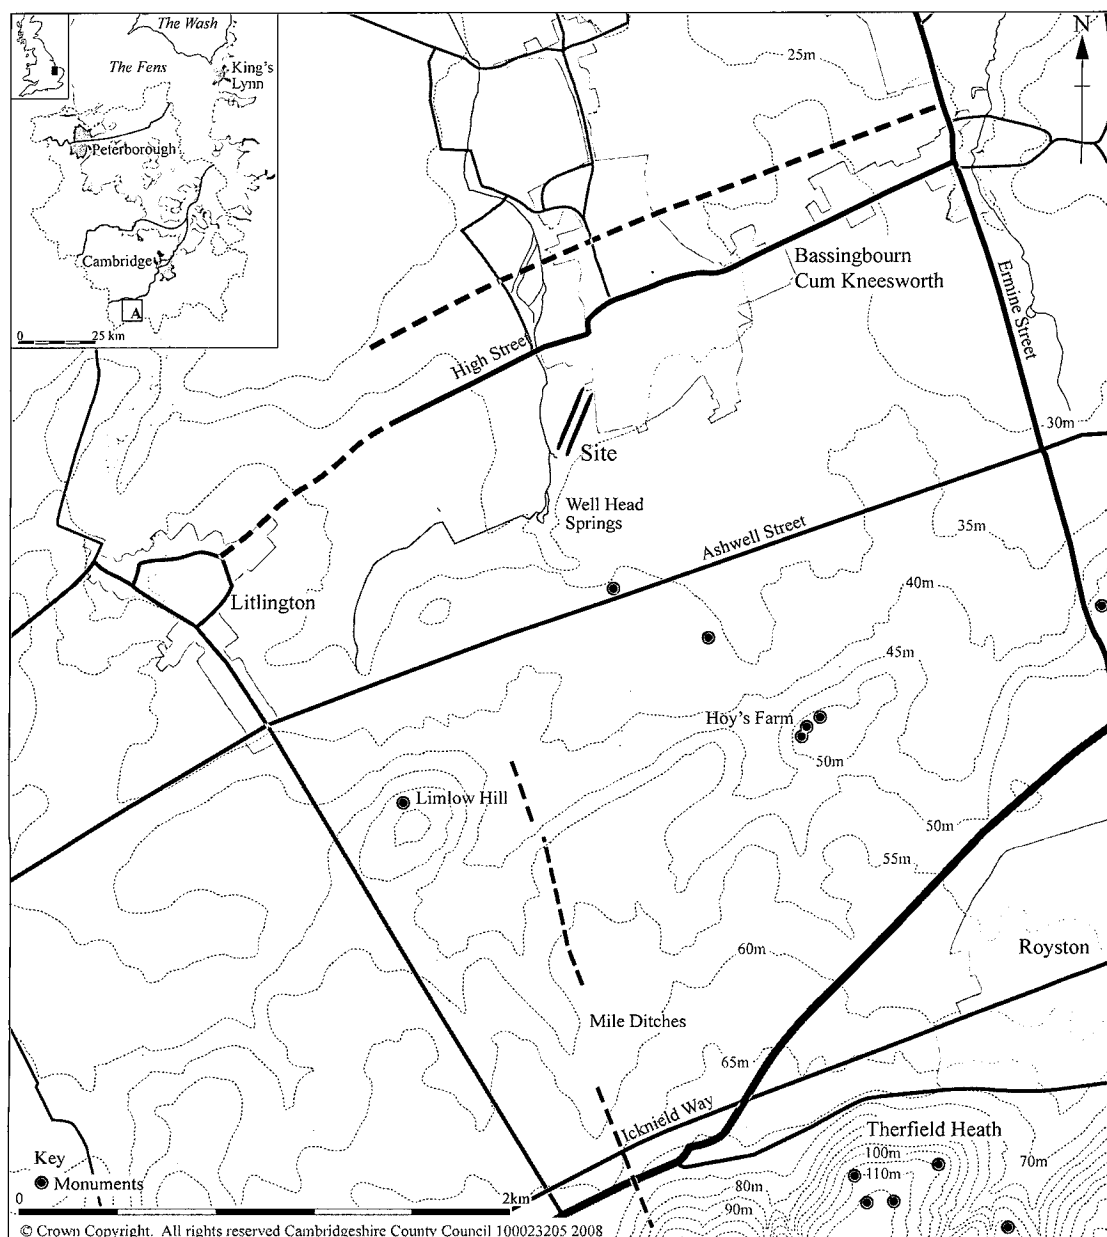 The Wash
The Fens
King's
Lynn
Peterborough
Cambridge
A
0
25 km
N
25m
Bassingbourn
Cum Kneesworth
Ermine Street
High Street
30m
Site
Well Head
Springs
Ashwell Street
35m
40m
Litlington
45m
Hoy's Farm
50m
Limlow Hill
50m
55m
60m
Royston
Mile Ditches
65m
Icknield Way
Therfield Heath
100m
110m
70m
80m
90m
Key
Monuments
0
2km
© Crown Copyright. All rights reserved Cambridgeshire County Council 100023205 2008